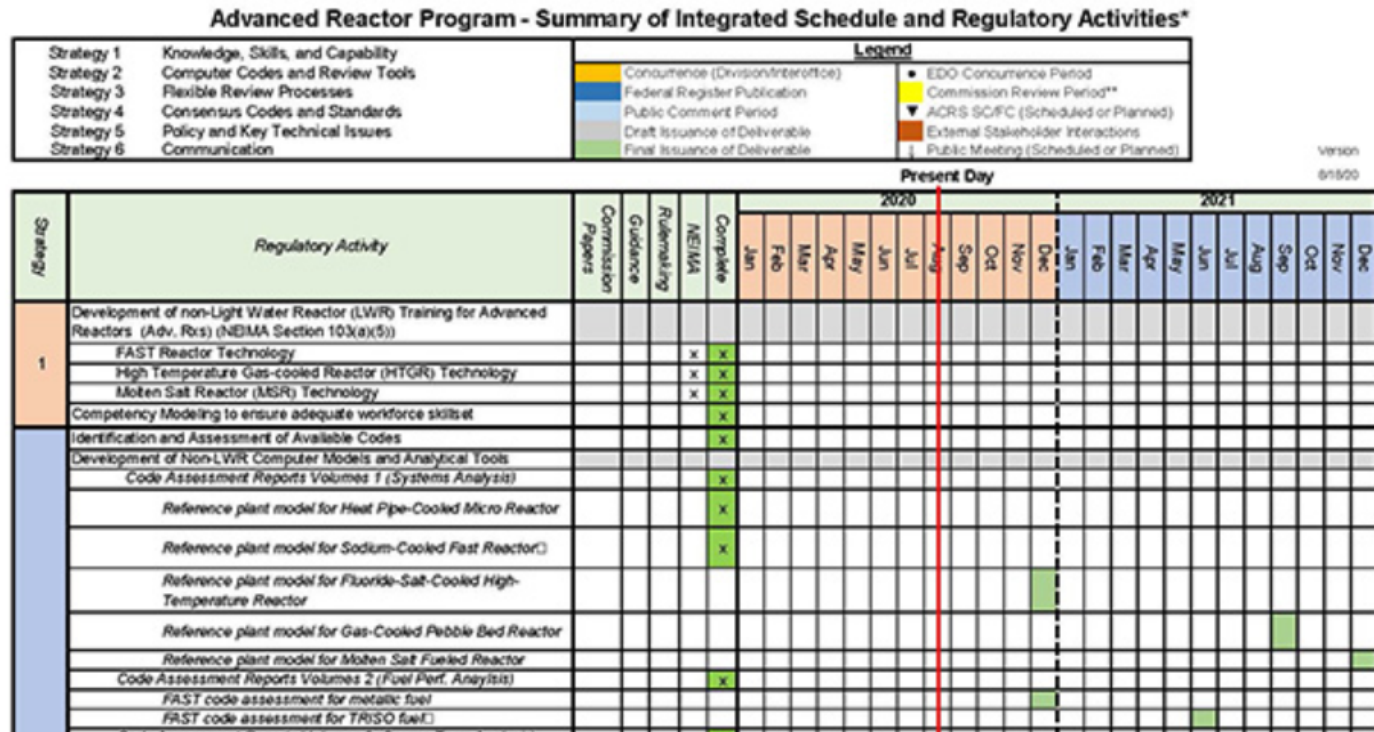 Advanced Reactor Program - Summary of Integrated Schedule and Regulatory Activities*
Strategy 1 Knowledge, Skills, and Capability
Strategy 2 Computer Codes and Review Tools
Strategy 3 Flexible Review Processes
Strategy 4 Consensus Codes and Standards
Strategy 5 Policy and Key Technical Issues
Strategy 6 Communication
Legend
Concurrence (Division/Interoffice)
Federal Register Publication
Public Comment Period
Draft Issuance of Deliverable
Final Issuance of Deliverable
EDO Concurrence Period
Commission Review Period**
ACRS SC/FC (Scheduled or Planned)
External Stakeholder Interactions
Public Meeting (Scheduled or Planned)
Version
8/18/20
Present Day
Strategy
Regulatory Activity
Commission
Papers
Guidance
Rulemaking
NEIMA
Complete
2020
2021
Jan Feb Mar Apr May Jun Jul Aug Sep Oct Nov Dec Jan Feb Mar Apr May Jun Jul Aug Sep Oct Nov Dec
1
Development of non-Light Water Reactor (LWR) Training for Advanced
Reactors (Adv. Rxs) (NEIMA Section 103(a)(5))
FAST Reactor Technology x x
High Temperature Gas-cooled Reactor (HTGR) Technology x x
Molten Salt Reactor (MSR) Technology x x
Competency Modeling to ensure adequate workforce skillset x
Identification and Assessment of Available Codes x
Development of Non-LWR Computer Models and Analytical Tools
Code Assessment Reports Volumes 1 (Systems Analysis) x
Reference plant model for Heat Pipe-Cooled Micro Reactor x
Reference plant model for Sodium-Cooled Fast Reactor□ x
Reference plant model for Fluoride-Salt-Cooled High-
Temperature Reactor
Reference plant model for Gas-Cooled Pebble Bed Reactor
Reference plant model for Molten Salt Fueled Reactor
Code Assessment Reports Volumes 2 (Fuel Perf. Anaylsis) x
FAST code assessment for metallic fuel
FAST code assessment for TRISO fuel□